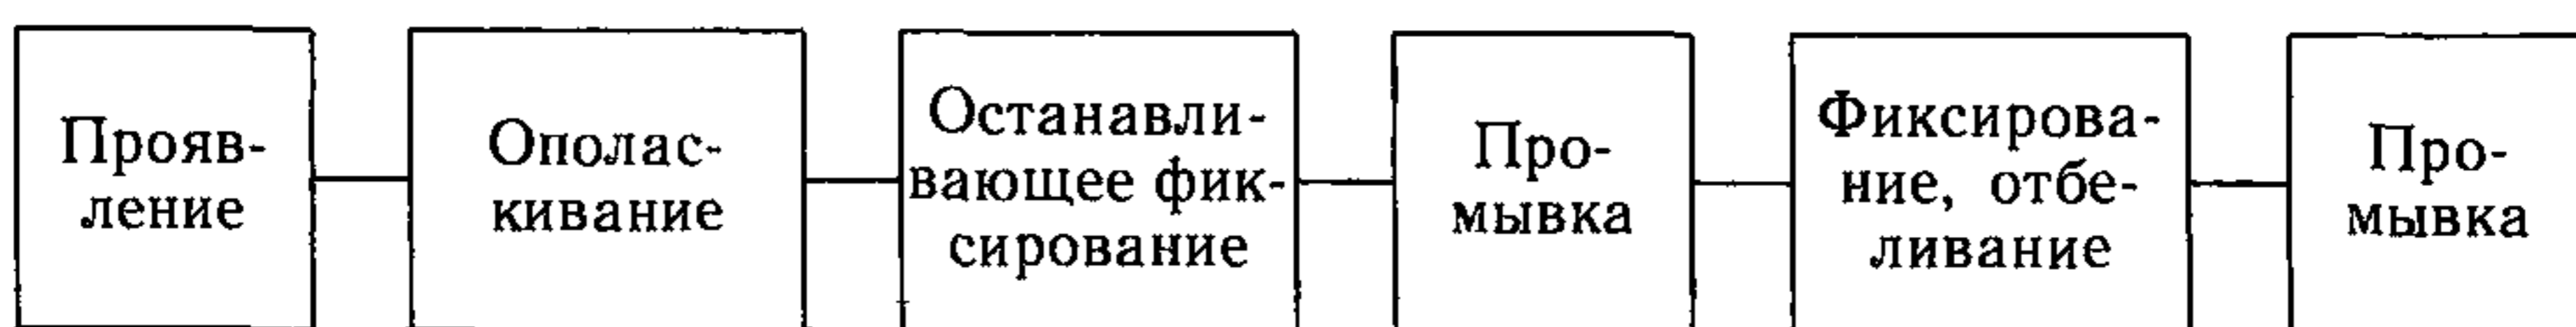 Прояв-
ление
Ополас-
кивание
Останавли-
вающее фик-
сирование
Про-
мывка
Фиксирова-
ние, отбе-
ливание
Про-
мывка